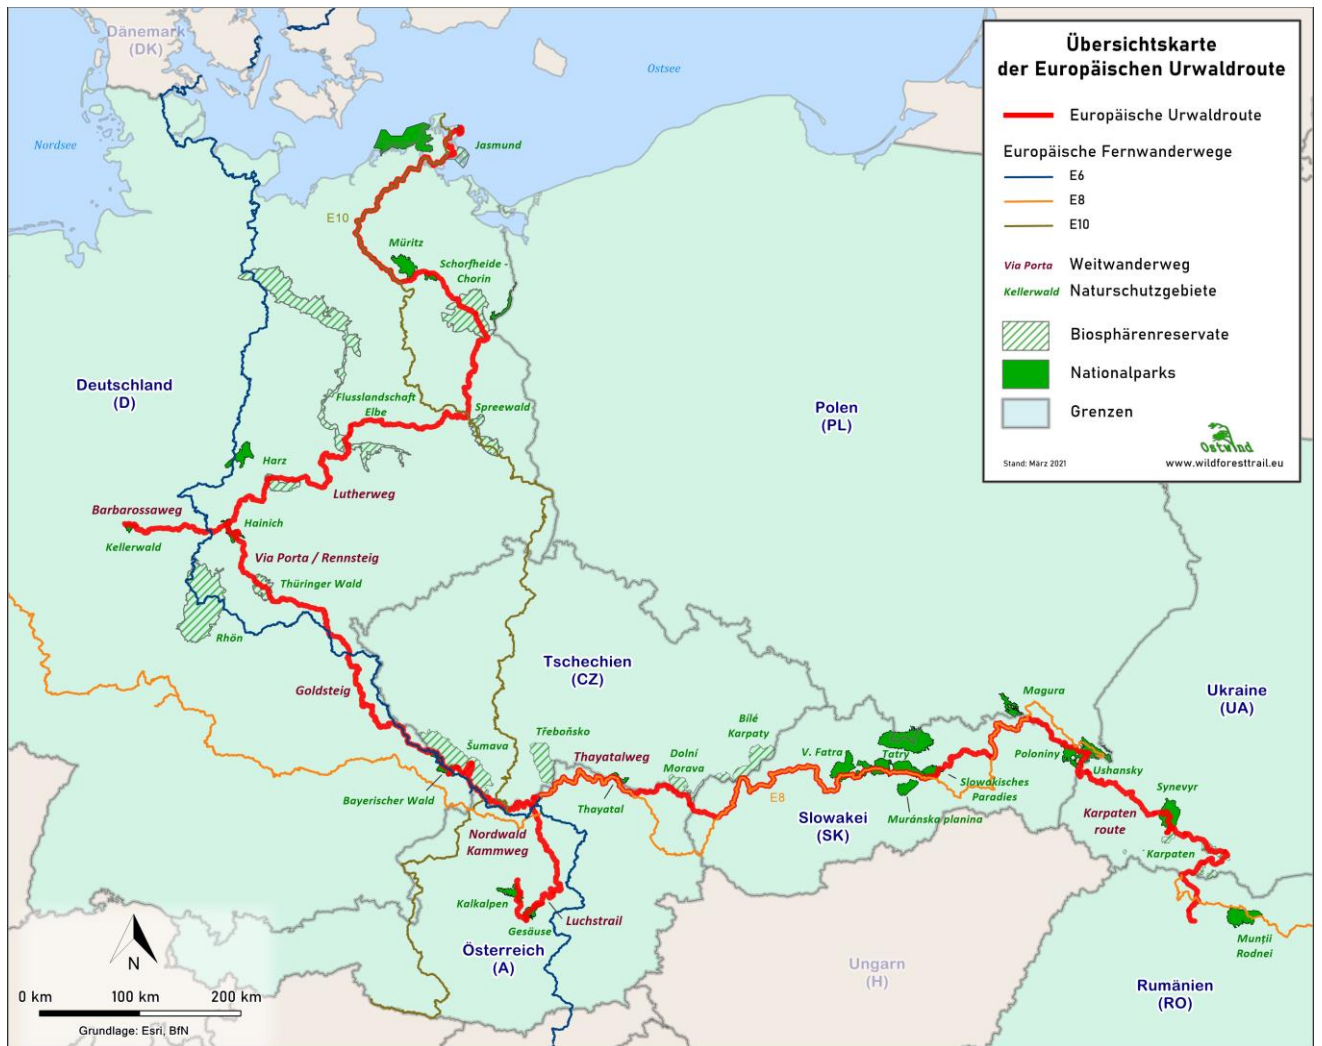 Dänemark
(DK)
Nordsee
Ostsee
Übersichtskarte
der Europäischen Urwaldroute
Europäische Urwaldroute
Europäische Fernwanderwege
E6
E8
E10
Via Porta Weitwanderweg
Kellerwald Naturschutzgebiete
Biosphärenreservate
Nationalparks
Grenzen
Ostwind
Stand: März 2021
www.wildforesttrail.eu
Jasmund
E10
Müritz
Schorfheide -
Chorin
Deutschland
(D)
Flusslandschaft
Elbe
Spreewald
Polen
(PL)
Harz
Lutherweg
Barbarossaweg
Hainich
Kellerwald
Via Porta / Rennsteig
Thüringer Wald
Rhön
Tschechien
(CZ)
Goldsteig
Magura
Ukraine
(UA)
Šumava
Třeboňsko
Thayatalweg
Bílé
Karpaty
Dolní
Morava
V. Fatra
Tatry
Poloniny
Ushansky
Bayerischer Wald
Thayatal
E8
Slowakisches
Paradies
Synevyr
Slowakei
(SK)
Muránska planina
Karpaten
route
Nordwald
Kammweg
Karpaten
Kalkalpen
Luchstrail
Gesäuse
Österreich
(A)
Ungarn
(H)
Munții
Rodnei
Rumänien
(RO)
N
0 km 100 km 200 km
Grundlage: Esri, BfN